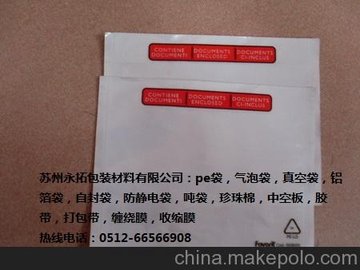 CONTIENE DOCUMENTI
DOCUMENTS ENCLOSED
DOCUMENTS CI-INCLUS
CONTIENE DOCUMENTI
DOCUMENTS ENCLOSED
DOCUMENTS CI-INCLUS
苏州永拓包装材料有限公司：pe袋，气泡袋，真空袋，铝
箔袋，自封袋，防静电袋，吨袋，珍珠棉，中空板，胶
带，打包带，缠绕膜，收缩膜
热线电话：0512-66566908
Favorit
china.makepolo.com